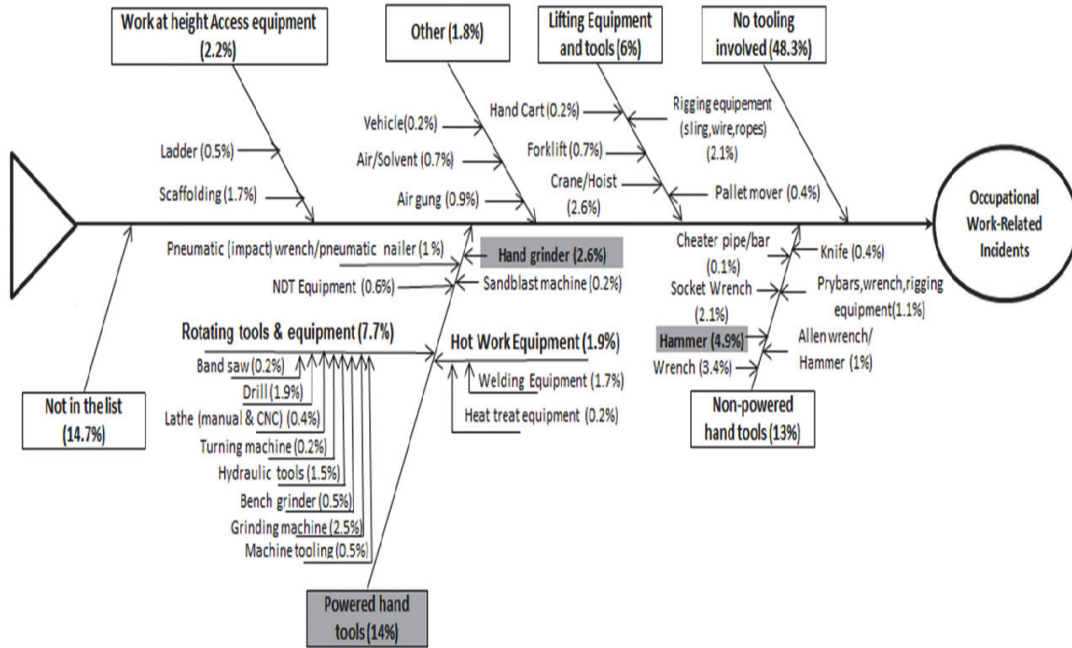 Work at height Access equipment
(2.2%)
Other (1.8%)
Lifting Equipment
and tools (6%)
No tooling
involved (48.3%)
Ladder (0.5%)
Scaffolding (1.7%)
Vehicle(0.2%)
Air/Solvent (0.7%)
Air gung (0.9%)
Hand Cart (0.2%)
Forklift (0.7%)
Crane/Hoist
(2.6%)
Rigging equipement
(sling,wire,ropes)
(2.1%)
Pallet mover (0.4%)
Occupational
Work-Related
Incidents
Pneumatic (impact) wrench/pneumatic nailer (1%)
NDT Equipment (0.6%)
Hand grinder (2.6%)
Sandblast machine (0.2%)
Cheater pipe/bar
(0.1%)
Socket Wrench
(2.1%)
Hammer (4.9%)
Wrench (3.4%)
Knife (0.4%)
Prybars,wrench,rigging
equipment(1.1%)
Allen wrench/
Hammer (1%)
Rotating tools & equipment (7.7%)
Band saw (0.2%)
Drill (1.9%)
Lathe (manual & CNC) (0.4%)
Turning machine (0.2%)
Hydraulic tools (1.5%)
Bench grinder (0.5%)
Grinding machine (2.5%)
Machine tooling (0.5%)
Hot Work Equipment (1.9%)
Welding Equipment (1.7%)
Heat treat equipment (0.2%)
Not in the list
(14.7%)
Non-powered
hand tools (13%)
Powered hand
tools (14%)